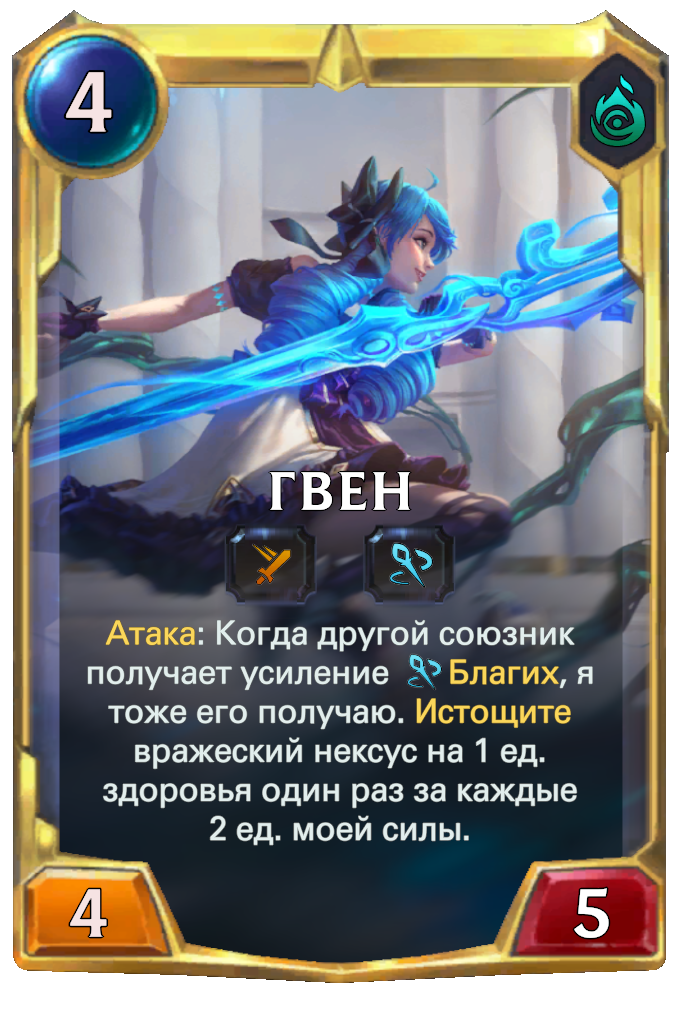 4
ГВЕН
Атака: Когда другой союзник
получает усиление Благих, я
тоже его получаю. Истощите
вражеский нексус на 1 ед.
здоровья один раз за каждые
2 ед. моей силы.
4
5